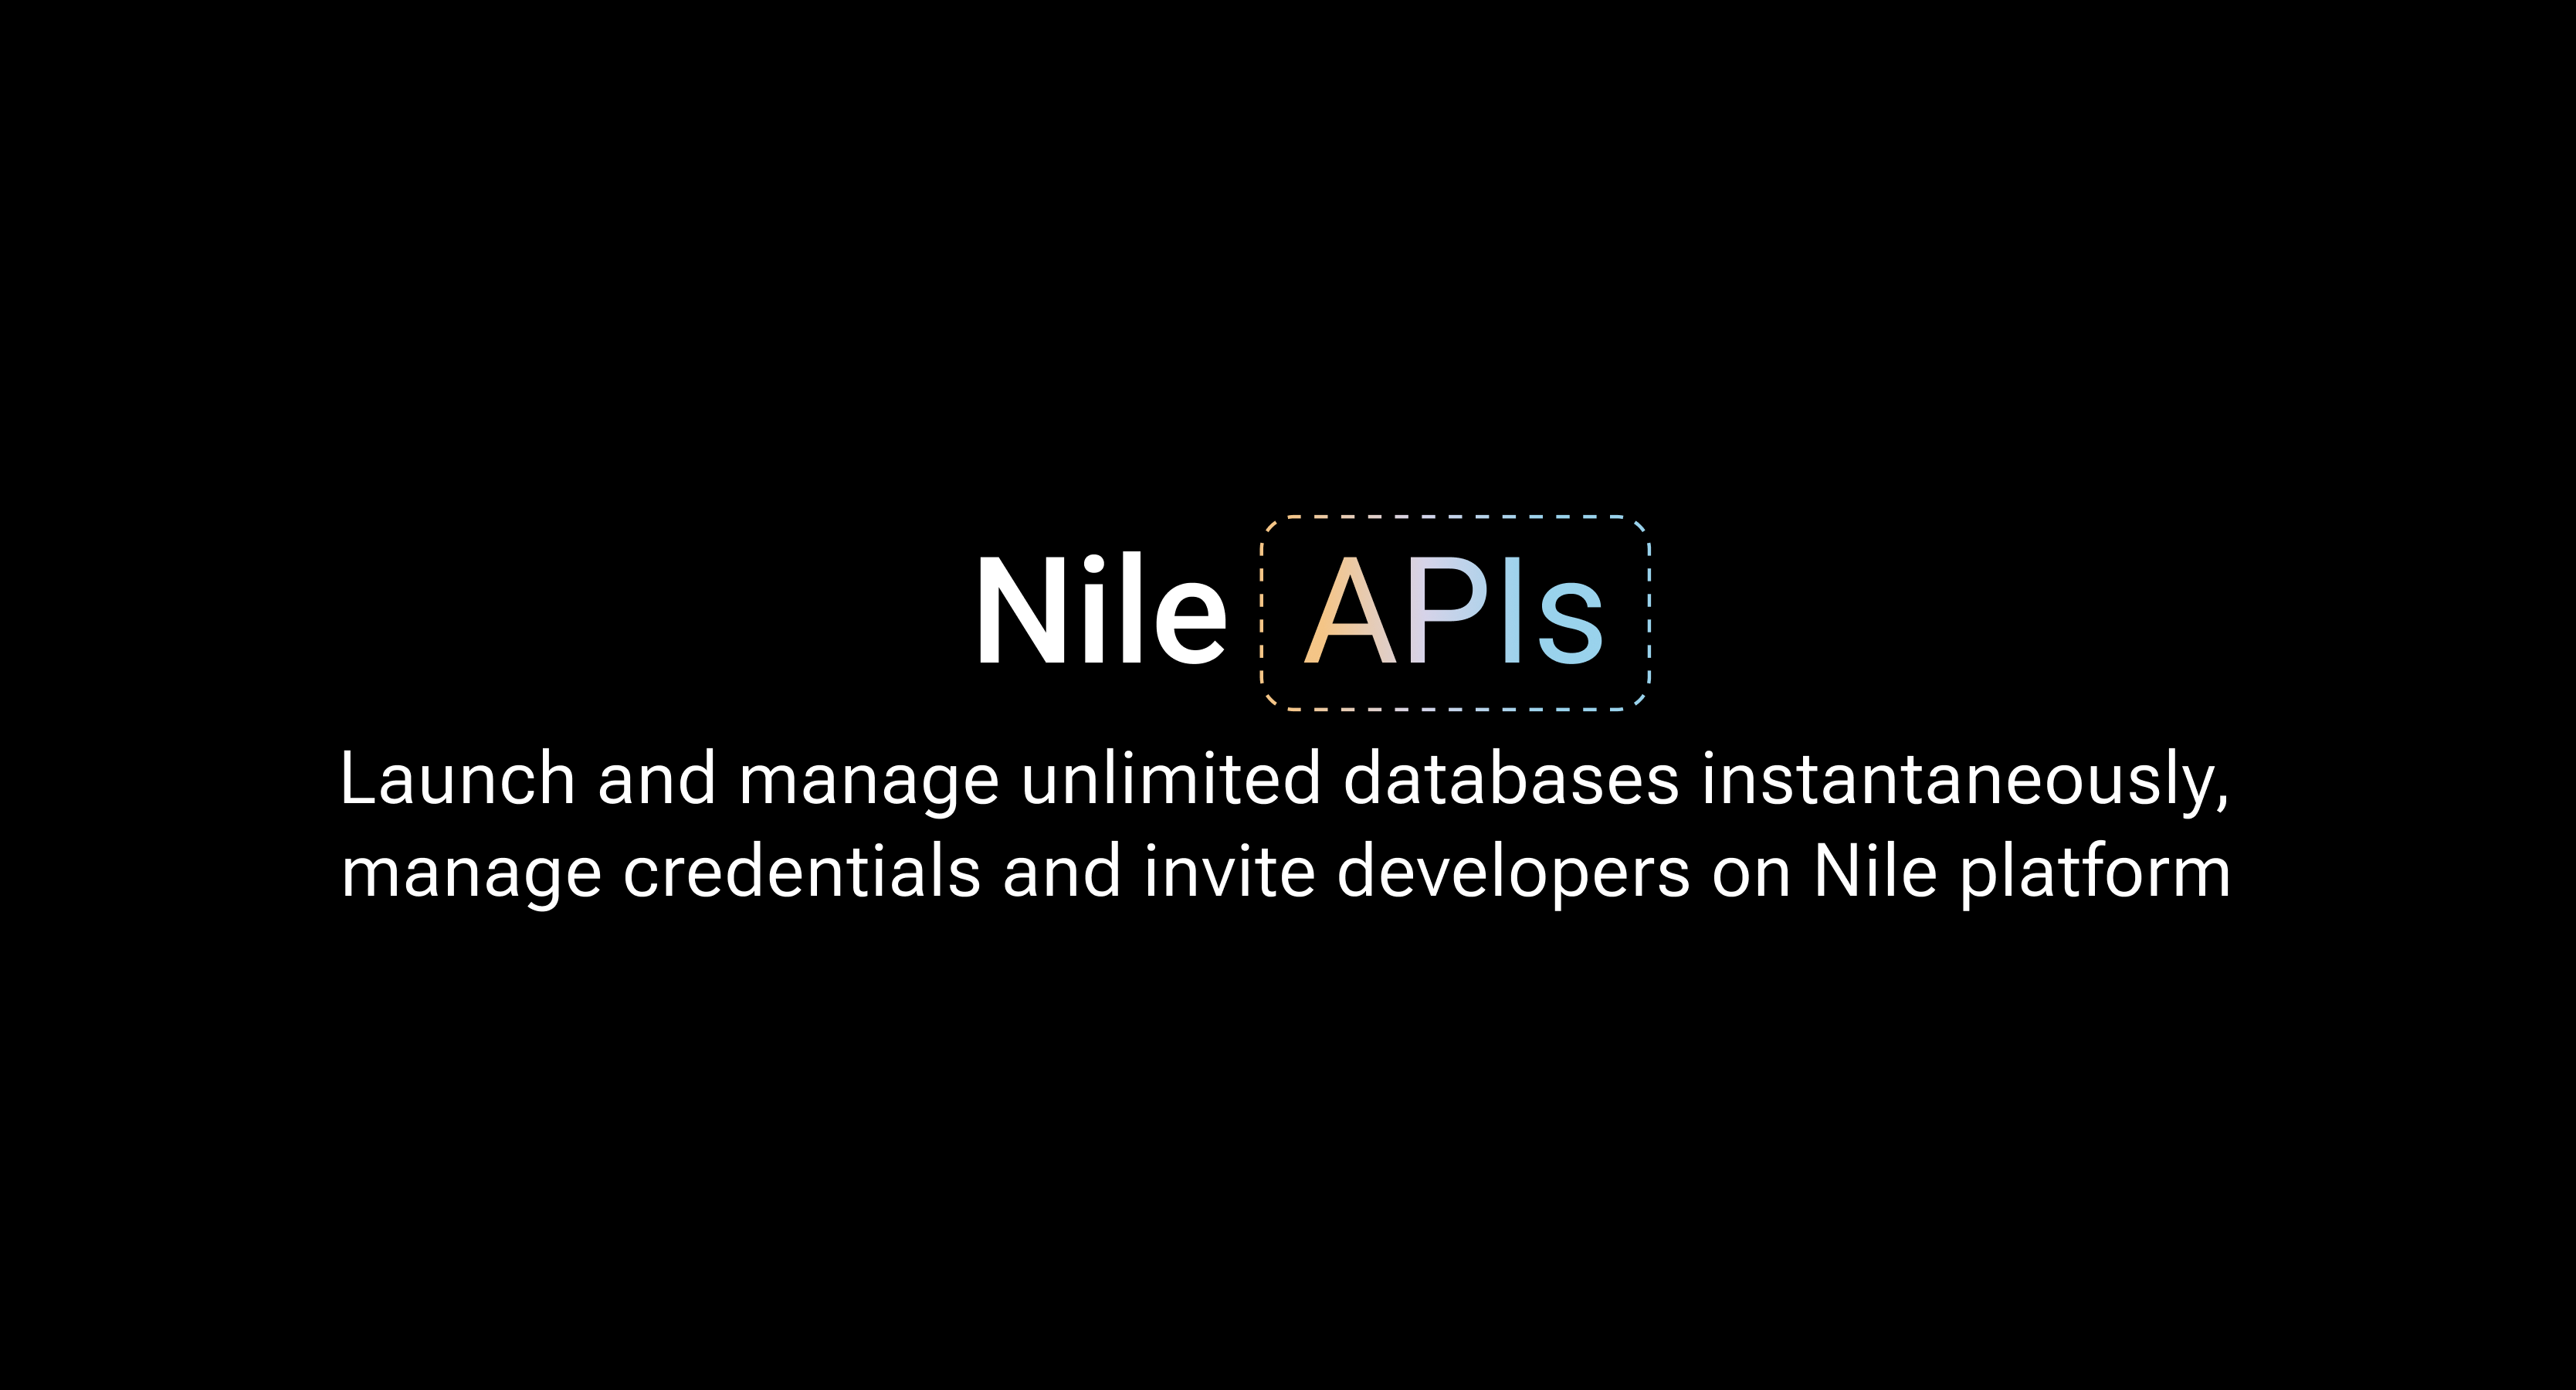 Nile APIs
Launch and manage unlimited databases instantaneously,
manage credentials and invite developers on Nile platform